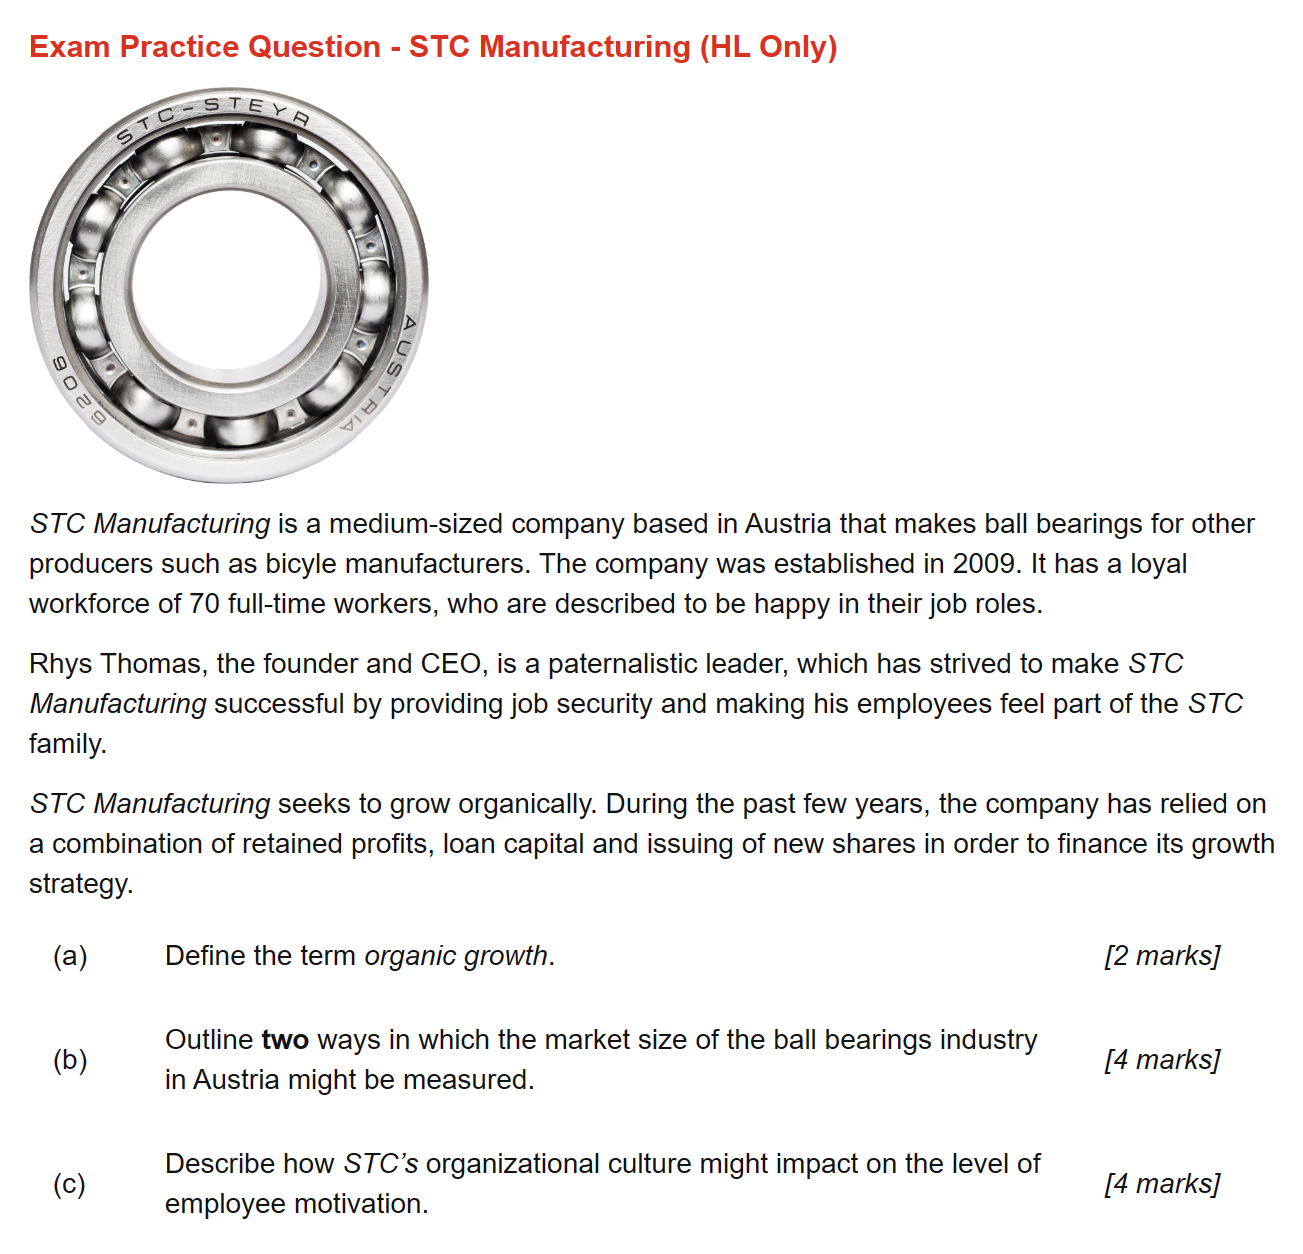 Exam Practice Question - STC Manufacturing (HL Only)
STC-STEYR
AUSTRIA
6208
STC Manufacturing is a medium-sized company based in Austria that makes ball bearings for other
producers such as bicyle manufacturers. The company was established in 2009. It has a loyal
workforce of 70 full-time workers, who are described to be happy in their job roles.
Rhys Thomas, the founder and CEO, is a paternalistic leader, which has strived to make STC
Manufacturing successful by providing job security and making his employees feel part of the STC
family.
STC Manufacturing seeks to grow organically. During the past few years, the company has relied on
a combination of retained profits, loan capital and issuing of new shares in order to finance its growth
strategy.
(a) Define the term organic growth. [2 marks]
(b) Outline two ways in which the market size of the ball bearings industry
in Austria might be measured. [4 marks]
(c) Describe how STC’s organizational culture might impact on the level of
employee motivation. [4 marks]